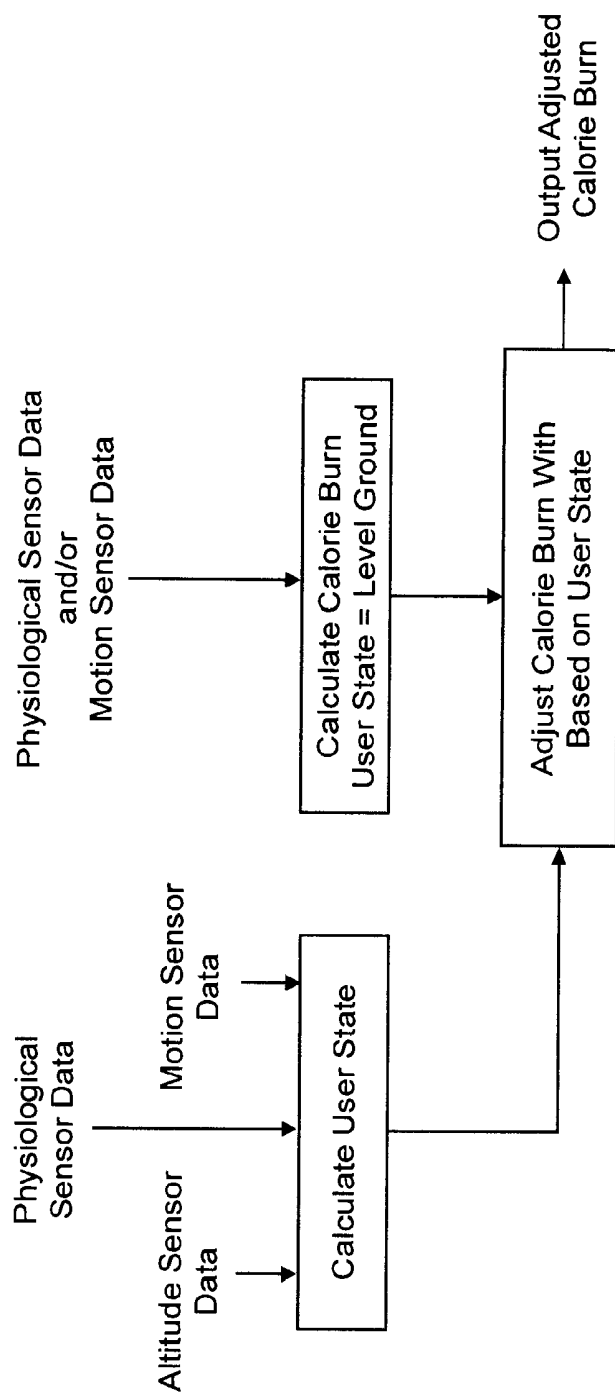 Physiological
Sensor Data
Altitude Sensor
Data
Motion Sensor
Data
Calculate User State
Physiological Sensor Data
and/or
Motion Sensor Data
Calculate Calorie Burn
User State = Level Ground
Adjust Calorie Burn With
Based on User State
Output Adjusted
Calorie Burn